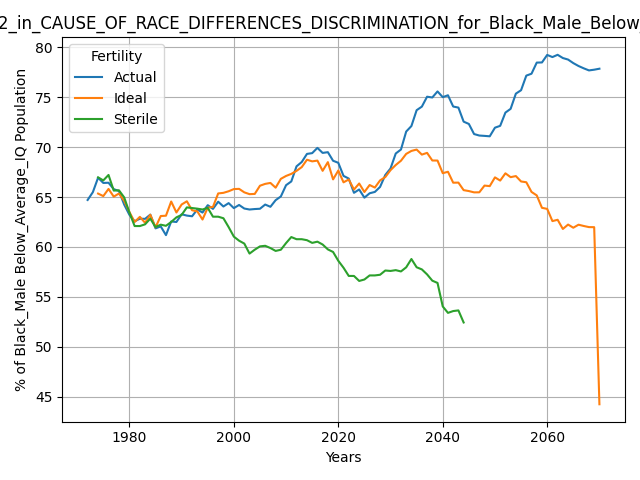 2_in_CAUSE_OF_RACE_DIFFERENCES_DISCRIMINATION_for_Black_Male_Below_
Fertility
Actual
Ideal
Sterile
% of Black_Male Below_Average_IQ Population
80
75
70
65
60
55
50
45
1980
2000
2020
2040
2060
Years